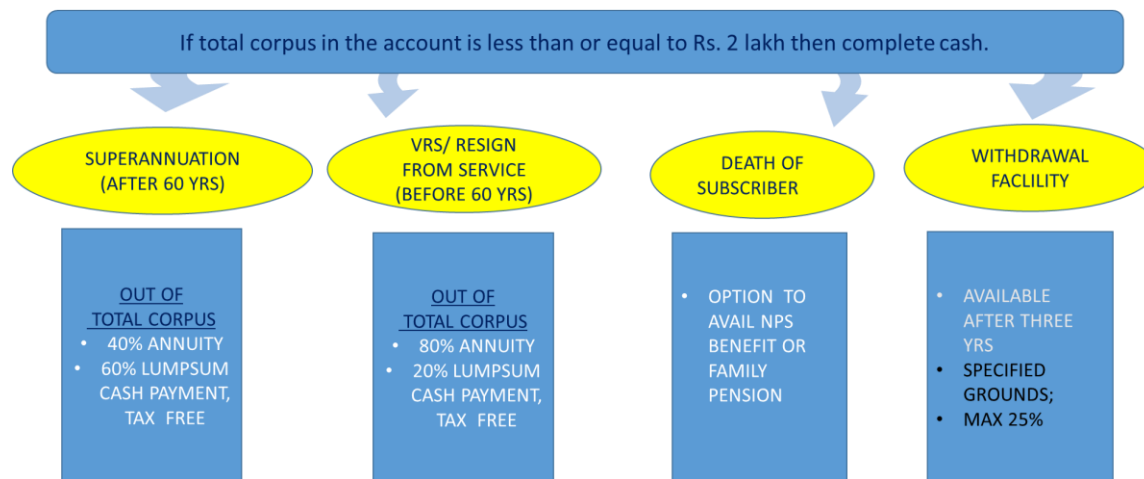 If total corpus in the account is less than or equal to Rs. 2 lakh then complete cash.
SUPERANNUATION
(AFTER 60 YRS)
VRS/ RESIGN
FROM SERVICE
(BEFORE 60 YRS)
DEATH OF
SUBSCRIBER
WITHDRAWAL
FACLILITY
OUT OF
TOTAL CORPUS
• 40% ANNUITY
• 60% LUMPSUM
CASH PAYMENT,
TAX FREE
OUT OF
TOTAL CORPUS
• 80% ANNUITY
• 20% LUMPSUM
CASH PAYMENT,
TAX FREE
• OPTION TO
AVAIL NPS
BENEFIT OR
FAMILY
PENSION
• AVAILABLE
AFTER THREE
YRS
• SPECIFIED
GROUNDS;
• MAX 25%